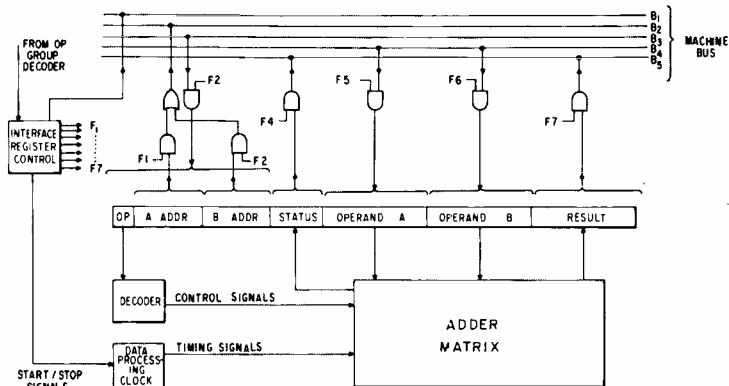 B1
B2
B3
B4
B5
MACHINE
BUS
FROM OP
GROUP
DECODER
F2
F5
F6
F4
F7
INTERFACE
REGISTER
CONTROL
F1
F7
F1
F2
OP
A ADDR
B ADDR
STATUS
OPERAND A
OPERAND B
RESULT
DECODER
CONTROL SIGNALS
ADDER
MATRIX
TIMING SIGNALS
DATA
PROCESS-
ING
CLOCK
START/STOP
SIGNALS